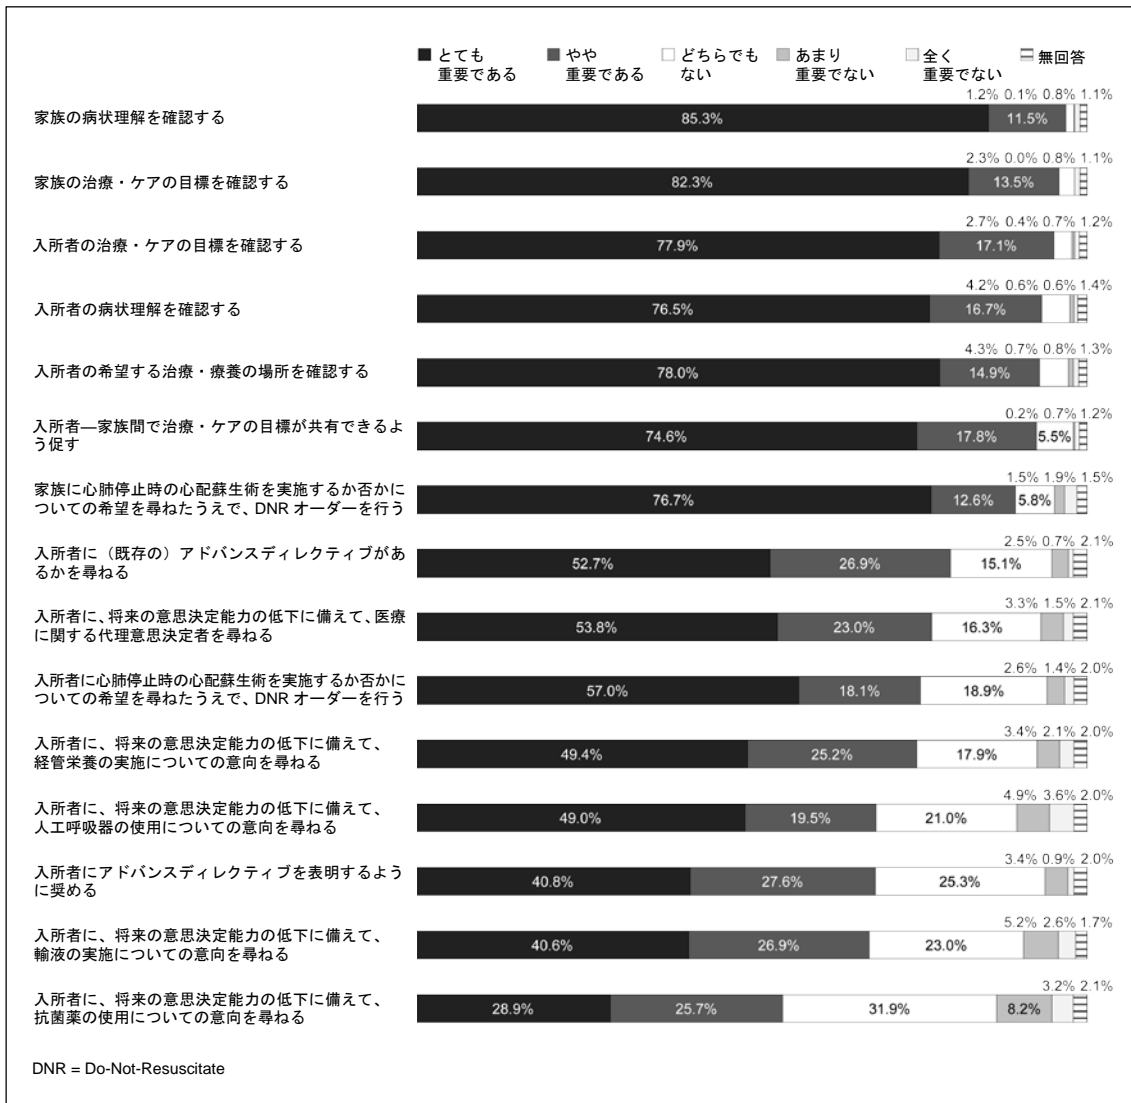 とても
重要である
やや
重要である
どちらでも
ない
あまり
重要でない
全く
重要でない
無回答
1.2% 0.1% 0.8% 1.1%
家族の病状理解を確認する
85.3% 11.5%
2.3% 0.0% 0.8% 1.1%
家族の治療・ケアの目標を確認する
82.3% 13.5%
2.7% 0.4% 0.7% 1.2%
入所者の治療・ケアの目標を確認する
77.9% 17.1%
4.2% 0.6% 0.6% 1.4%
入所者の病状理解を確認する
76.5% 16.7%
4.3% 0.7% 0.8% 1.3%
入所者の希望する治療・療養の場所を確認する
78.0% 14.9%
0.2% 0.7% 1.2%
入所者―家族間で治療・ケアの目標が共有できるよ
う促す
74.6% 17.8% 5.5%
1.5% 1.9% 1.5%
家族に心肺停止時の心配蘇生術を実施するか否かに
ついての希望を尋ねたうえで、DNR オーダーを行う
76.7% 12.6% 5.8%
2.5% 0.7% 2.1%
入所者に（既存の）アドバンスディレクティブがあ
るかを尋ねる
52.7% 26.9% 15.1%
3.3% 1.5% 2.1%
入所者に、将来の意思決定能力の低下に備えて、医療
に関する代理意思決定者を尋ねる
53.8% 23.0% 16.3%
2.6% 1.4% 2.0%
入所者に心肺停止時の心配蘇生術を実施するか否かに
ついての希望を尋ねたうえで、DNR オーダーを行う
57.0% 18.1% 18.9%
3.4% 2.1% 2.0%
入所者に、将来の意思決定能力の低下に備えて、
経管栄養の実施についての意向を尋ねる
49.4% 25.2% 17.9%
4.9% 3.6% 2.0%
入所者に、将来の意思決定能力の低下に備えて、
人工呼吸器の使用についての意向を尋ねる
49.0% 19.5% 21.0%
3.4% 0.9% 2.0%
入所者にアドバンスディレクティブを表明するよう
に奨める
40.8% 27.6% 25.3%
5.2% 2.6% 1.7%
入所者に、将来の意思決定能力の低下に備えて、
輸液の実施についての意向を尋ねる
40.6% 26.9% 23.0%
3.2% 2.1%
入所者に、将来の意思決定能力の低下に備えて、
抗菌薬の使用についての意向を尋ねる
28.9% 25.7% 31.9% 8.2%
DNR = Do-Not-Resuscitate